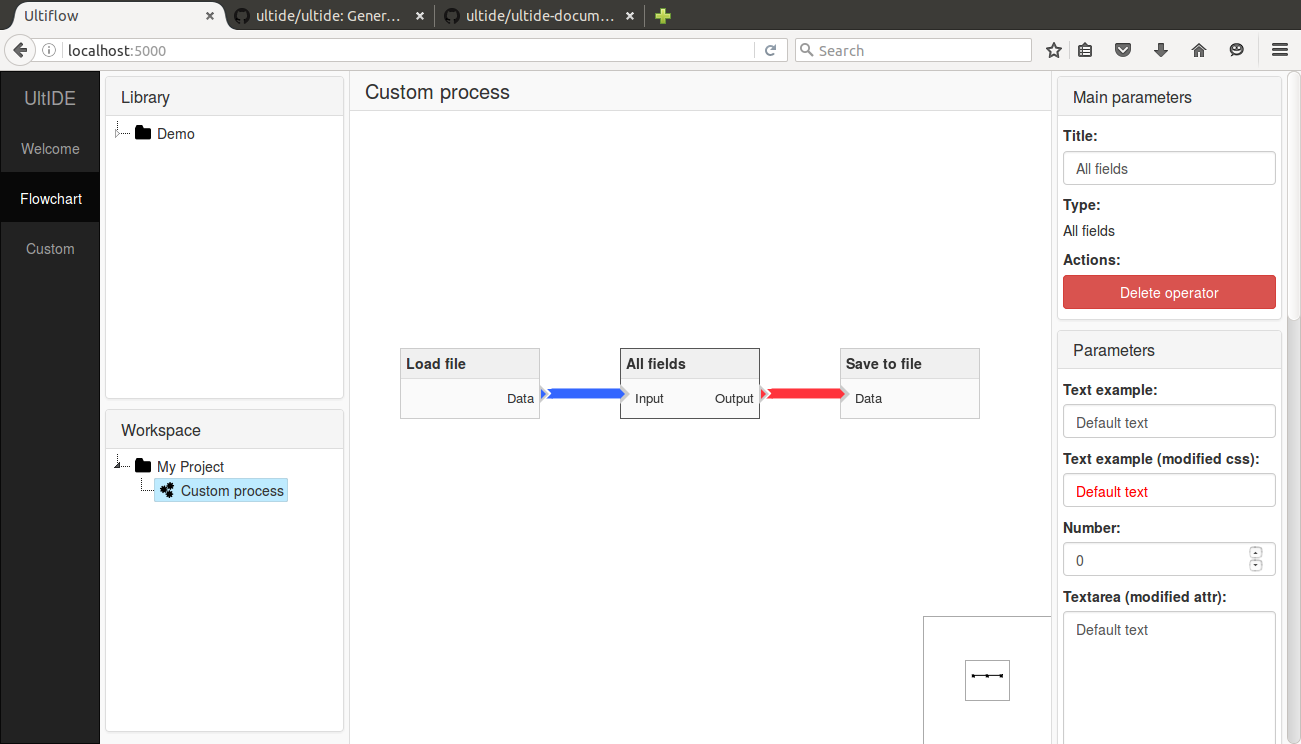 Ultiflow
ultide/ultide: Gener...
ultide/ultide-docum...
localhost:5000
Search
UltIDE
Welcome
Flowchart
Custom
Library
Demo
Workspace
My Project
Custom process
Custom process
Load file
Data
All fields
Input Output
Save to file
Data
Main parameters
Title:
All fields
Type:
All fields
Actions:
Delete operator
Parameters
Text example:
Default text
Text example (modified css):
Default text
Number:
0
Textarea (modified attr):
Default text